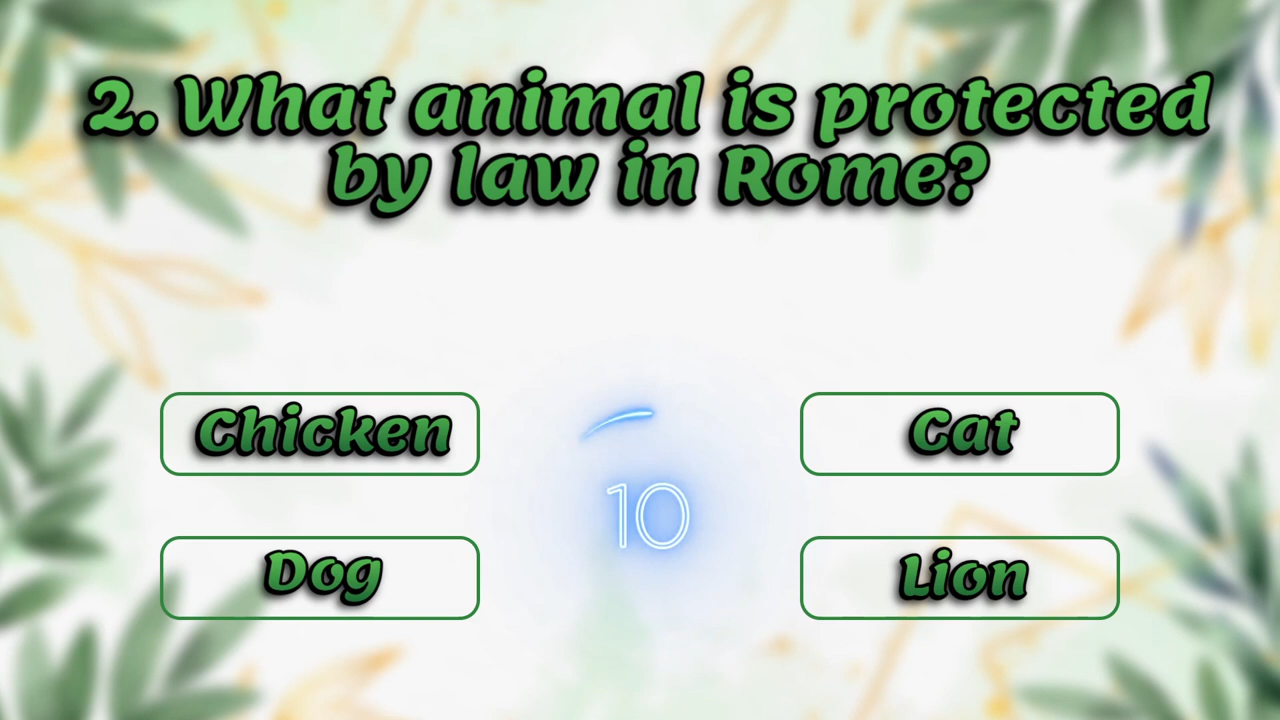 2. What animal is protected
by law in Rome?
Chicken
Cat
10
Dog
Lion